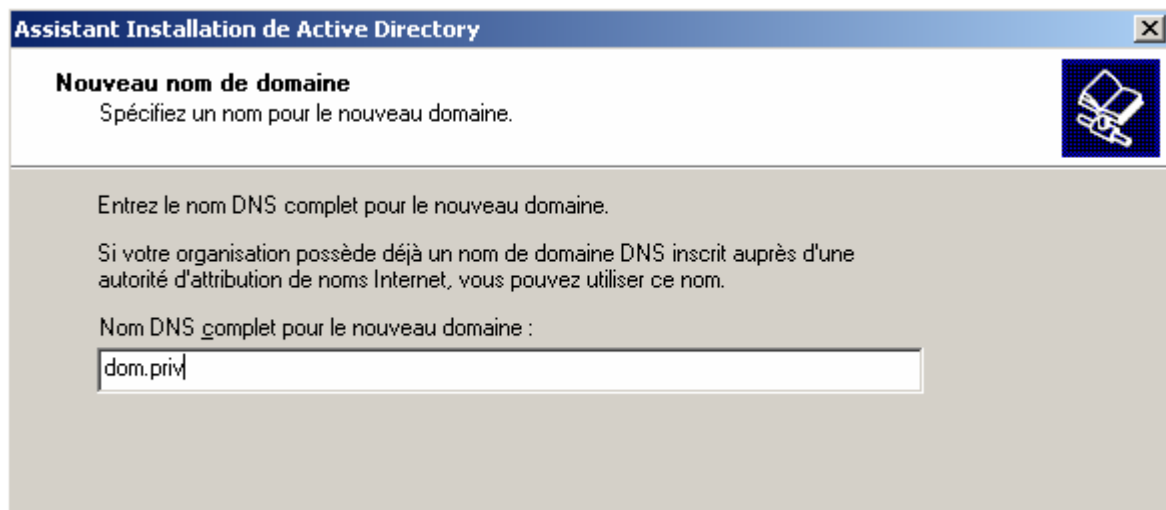 Assistant Installation de Active Directory
Nouveau nom de domaine
Spécifiez un nom pour le nouveau domaine.
Entrez le nom DNS complet pour le nouveau domaine.
Si votre organisation possède déjà un nom de domaine DNS inscrit auprès d'une
autorité d'attribution de noms Internet, vous pouvez utiliser ce nom.
Nom DNS complet pour le nouveau domaine :
dom.priv